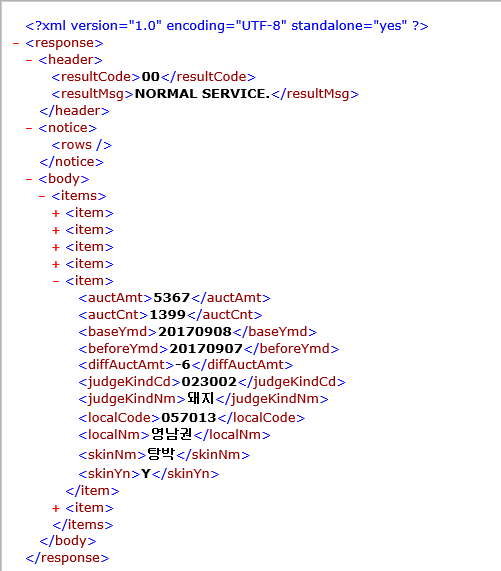 <?xml version="1.0" encoding="UTF-8" standalone="yes" ?>
- <response>
- <header>
<resultCode>00</resultCode>
<resultMsg>NORMAL SERVICE.</resultMsg>
</header>
- <notice>
<rows />
</notice>
- <body>
- <items>
+ <item>
+ <item>
+ <item>
+ <item>
- <item>
<auctAmt>5367</auctAmt>
<auctCnt>1399</auctCnt>
<baseYmd>20170908</baseYmd>
<beforeYmd>20170907</beforeYmd>
<diffAuctAmt>-6</diffAuctAmt>
<judgeKindCd>023002</judgeKindCd>
<judgeKindNm>돼지</judgeKindNm>
<localCode>057013</localCode>
<localNm>영남권</localNm>
<skinNm>탕박</skinNm>
<skinYn>Y</skinYn>
</item>
+ <item>
</items>
</body>
</response>